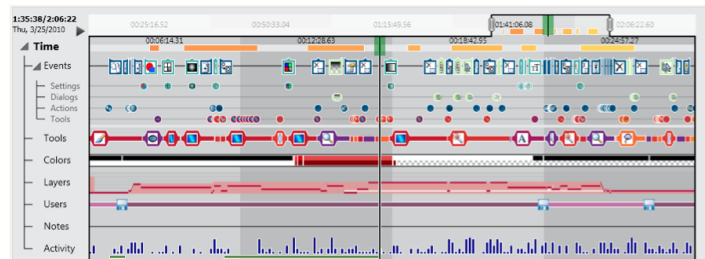 1:35:38/2:06:22
Thu, 3/25/2010
00:25:16.52 00:50:33.04 01:15:49.56 01:41:06.08 02:06:22.60
00:06:14.31 00:12:28.63 00:18:42.95 00:24:57.27
Time
Events
Settings
Dialogs
Actions
Tools
Tools
A
Colors
Layers
Users
Notes
Activity